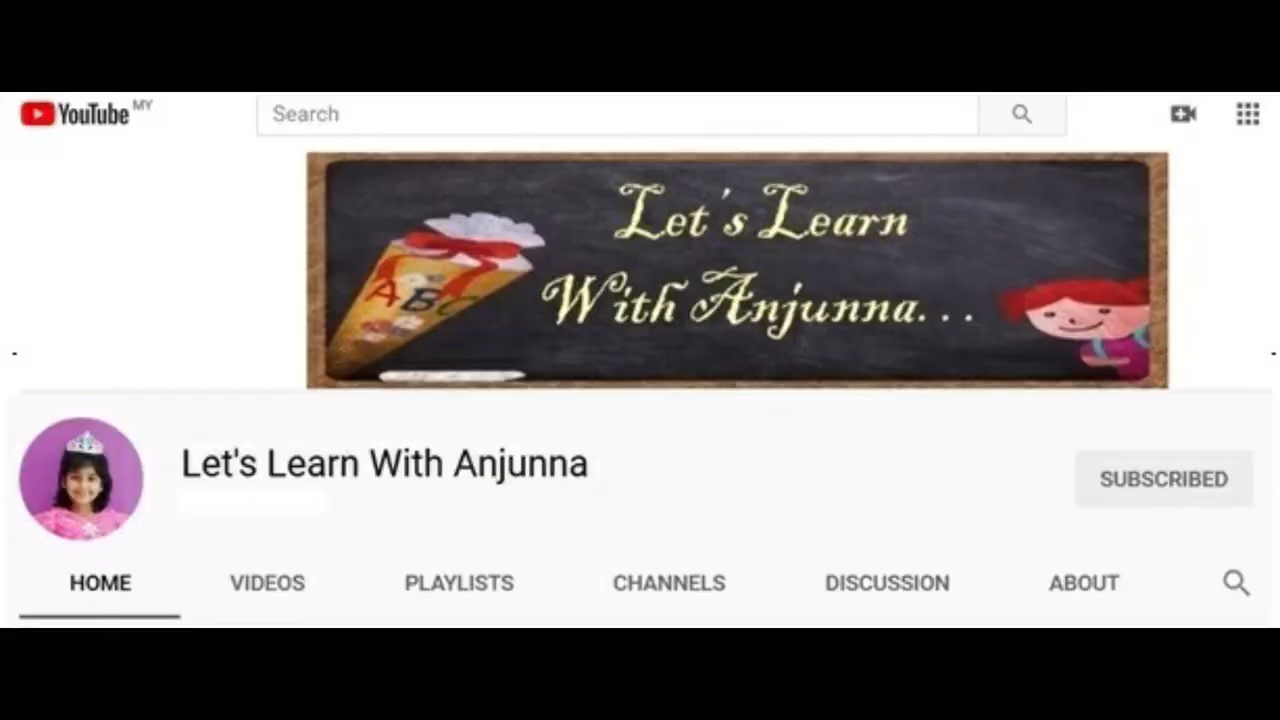 YouTube MY
Search
Let's Learn
With Anjunna...
ABC
Let's Learn With Anjunna
SUBSCRIBED
HOME VIDEOS PLAYLISTS CHANNELS DISCUSSION ABOUT